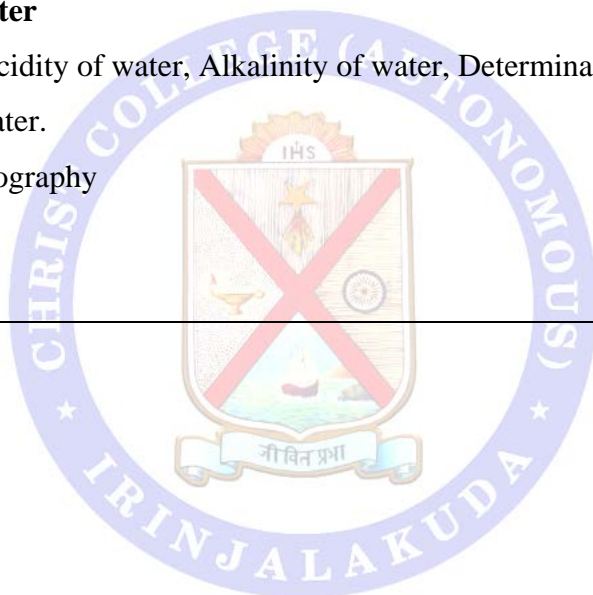 ter
cidity of water, Alkalinity of water, Determina
ater.
ography
CHRIST COLLEGE (AUTONOMOUS)
IHS
जीवित प्रभा
★ IRINJALAKUDA ★